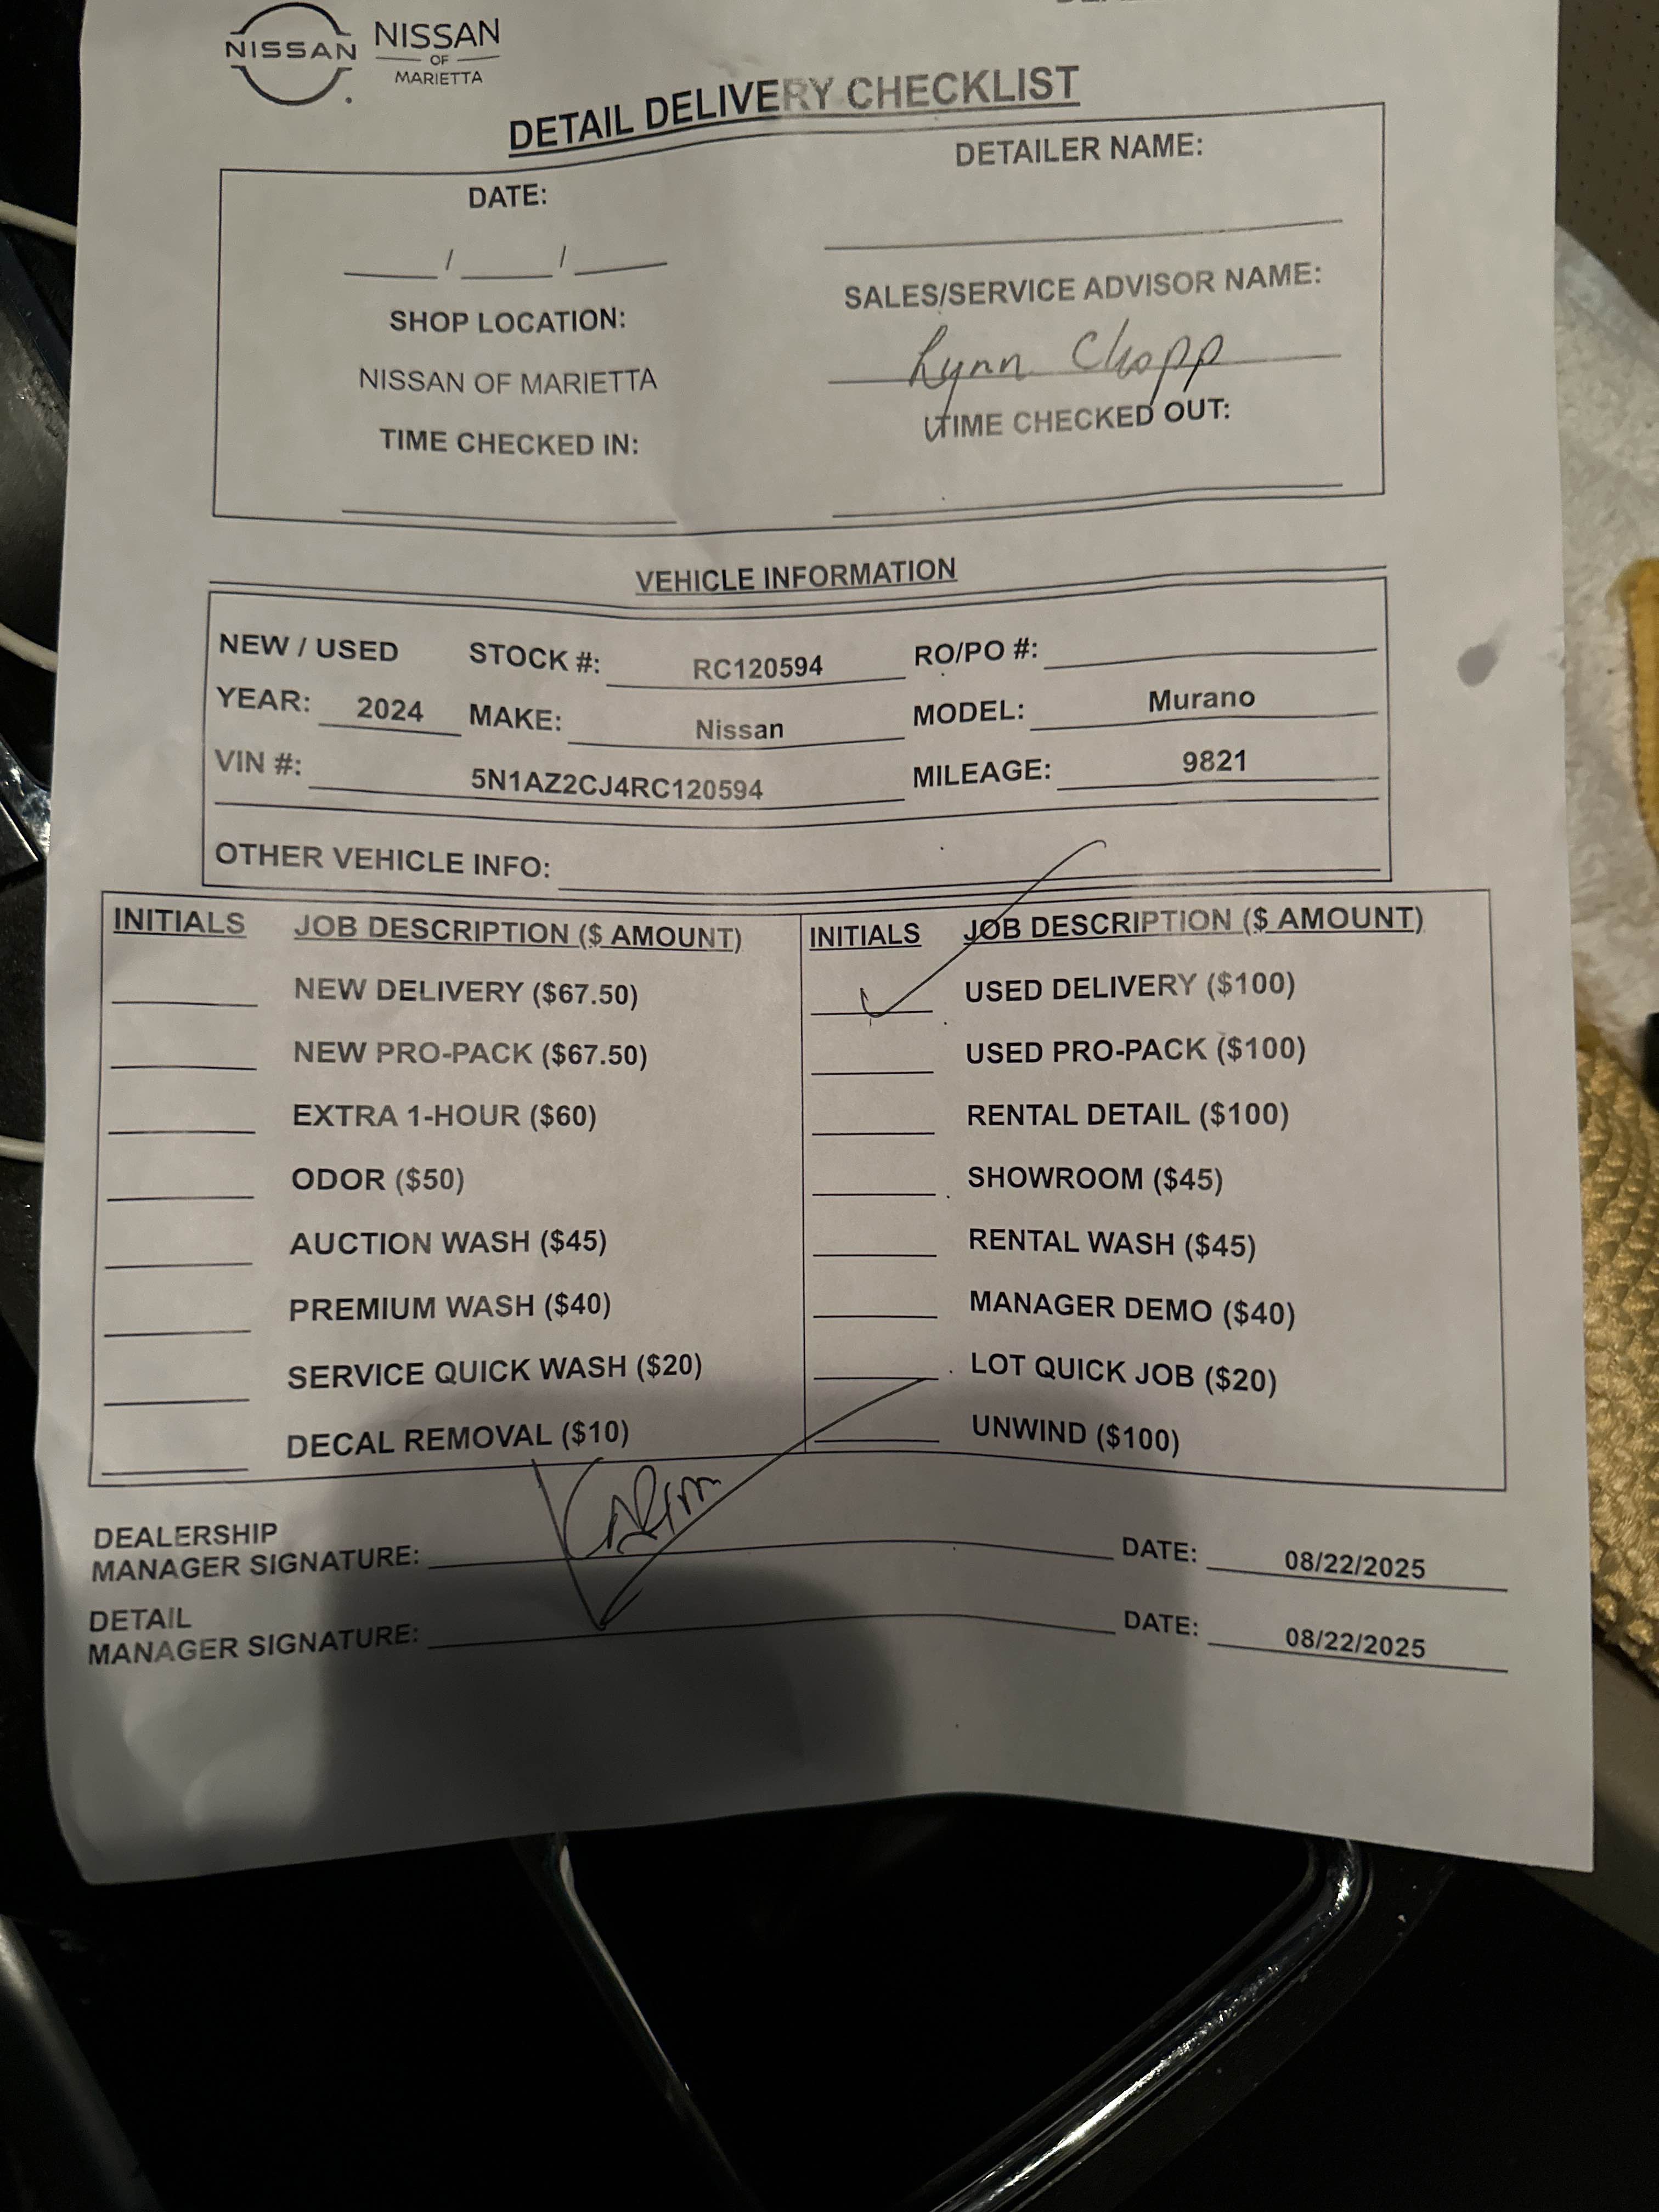 NISSAN
NISSAN
OF
MARIETTA
DETAIL DELIVERY CHECKLIST
DATE:
DETAILER NAME:
____/____/____
SHOP LOCATION:
SALES/SERVICE ADVISOR NAME:
NISSAN OF MARIETTA
Lynn Chopp
TIME CHECKED IN:
TIME CHECKED OUT:
VEHICLE INFORMATION
NEW / USED STOCK #: RC120594 RO/PO #:
YEAR: 2024 MAKE: Nissan MODEL: Murano
VIN #: 5N1AZ2CJ4RC120594 MILEAGE: 9821
OTHER VEHICLE INFO:
INITIALS JOB DESCRIPTION ($ AMOUNT) INITIALS JOB DESCRIPTION ($ AMOUNT)
NEW DELIVERY ($67.50) ✓ USED DELIVERY ($100)
NEW PRO-PACK ($67.50) USED PRO-PACK ($100)
EXTRA 1-HOUR ($60) RENTAL DETAIL ($100)
ODOR ($50) SHOWROOM ($45)
AUCTION WASH ($45) RENTAL WASH ($45)
PREMIUM WASH ($40) MANAGER DEMO ($40)
SERVICE QUICK WASH ($20) LOT QUICK JOB ($20)
DECAL REMOVAL ($10) UNWIND ($100)
DEALERSHIP
MANAGER SIGNATURE: DATE: 08/22/2025
DETAIL
MANAGER SIGNATURE: DATE: 08/22/2025